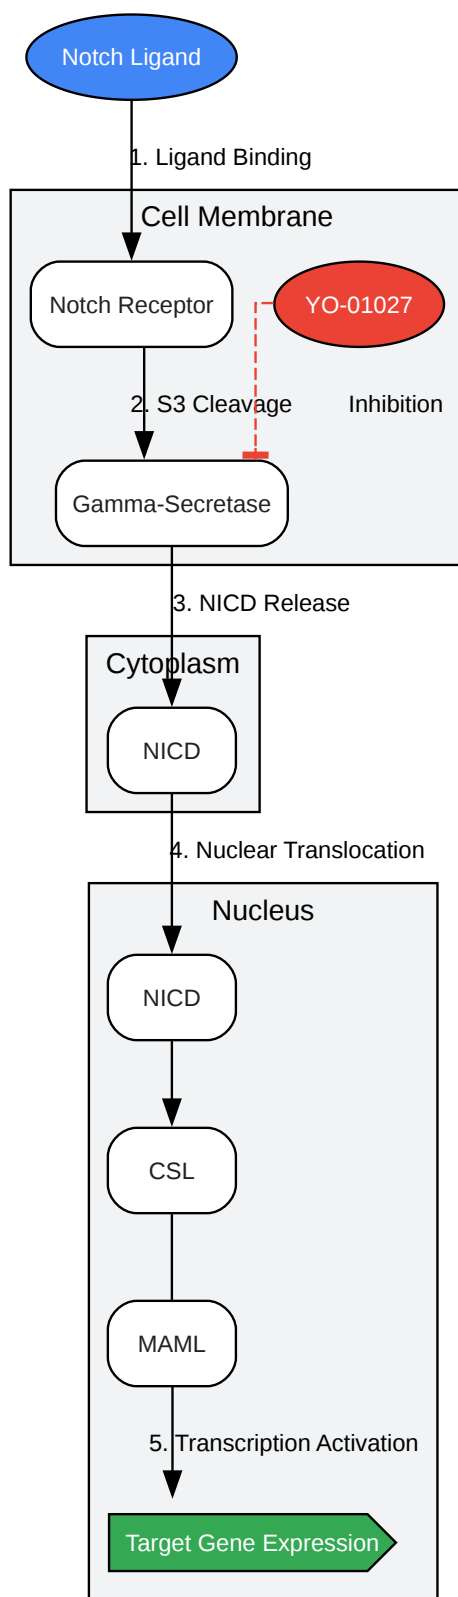 Notch Ligand
1. Ligand Binding
Cell Membrane
Notch Receptor
YO-01027
2. S3 Cleavage
Inhibition
Gamma-Secretase
3. NICD Release
Cytoplasm
NICD
4. Nuclear Translocation
Nucleus
NICD
CSL
MAML
5. Transcription Activation
Target Gene Expression